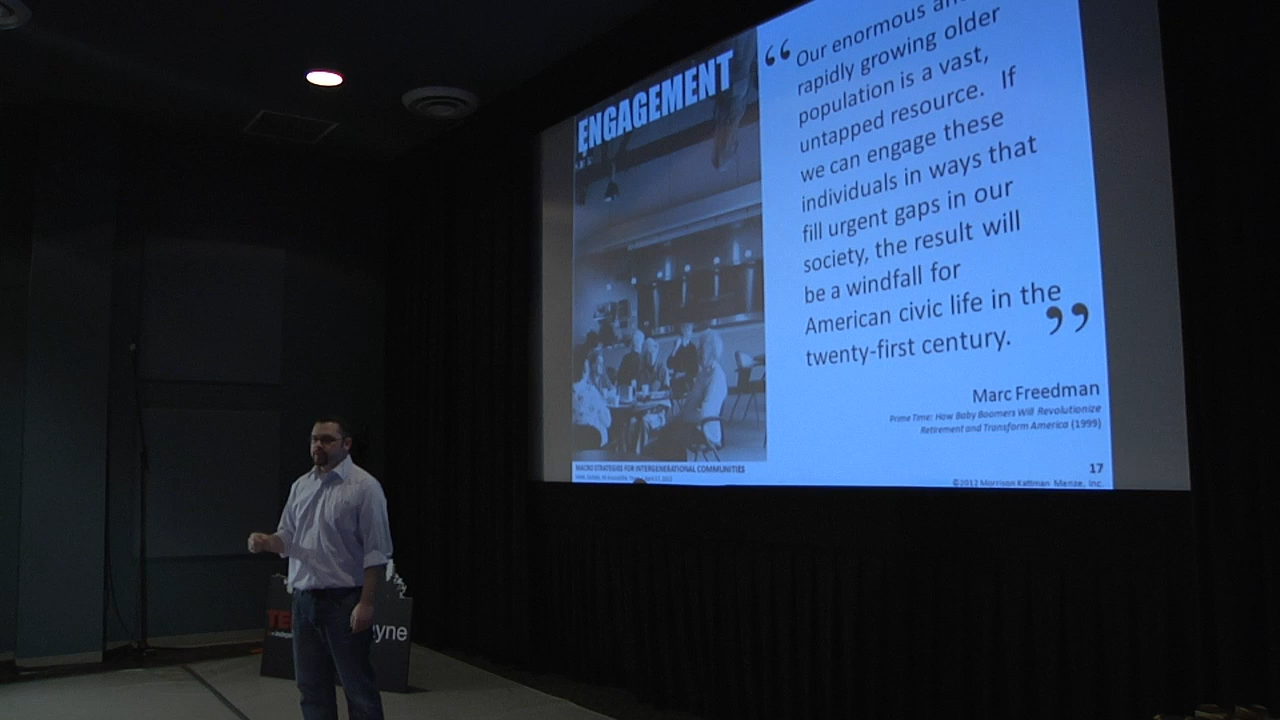 ENGAGEMENT
“ Our enormous and
rapidly growing older
population is a vast,
untapped resource. If
we can engage these
individuals in ways that
fill urgent gaps in our
society, the result will
be a windfall for
American civic life in the
twenty-first century. ”
Marc Freedman
Prime Time: How Baby Boomers Will Revolutionize
Retirement and Transform America (1999)
MACRO STRATEGIES FOR INTERGENERATIONAL COMMUNITIES
17
©2012 Morrison Kattman Menze, Inc.
TE
yne